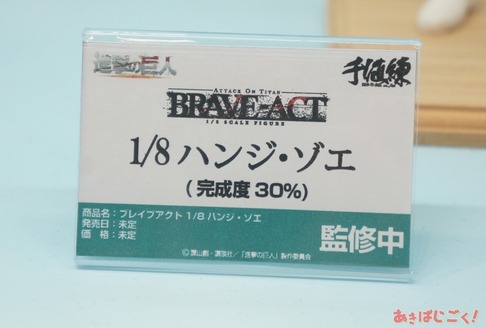 進撃の巨人
千値練
ATTACK ON TITAN
BRAVE-ACT
1/8 SCALE FIGURE
1/8 ハンジ・ゾエ
(完成度 30%)
商品名：ブレイブアクト 1/8 ハンジ・ゾエ
発売日：未定
価 格：未定
監修中
©諫山創・講談社/「進撃の巨人」製作委員会
あきばじごく!